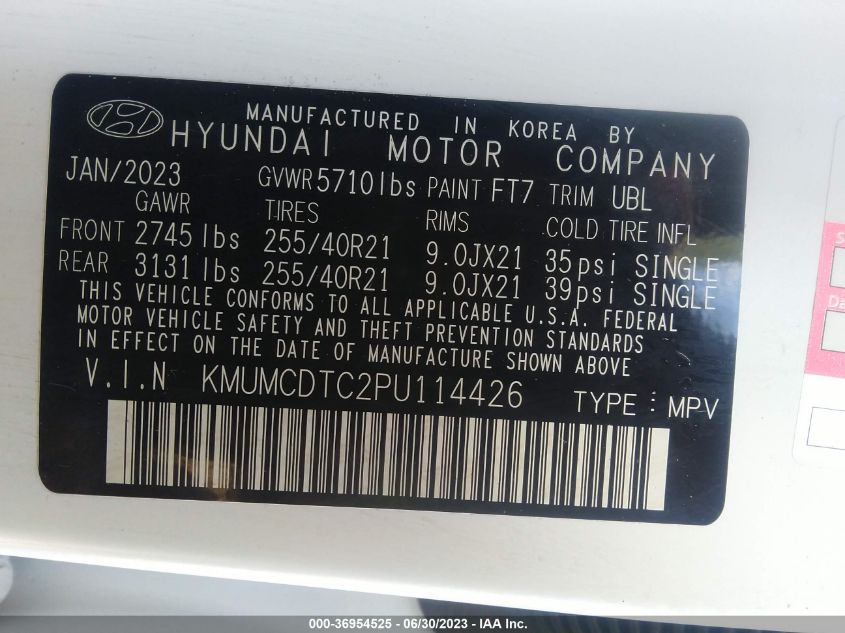 MANUFACTURED IN KOREA BY
HYUNDAI MOTOR COMPANY
JAN/2023 GVWR 5710lbs PAINT FT7 TRIM UBL
GAWR TIRES RIMS COLD TIRE INFL
FRONT 2745 lbs 255/40R21 9.0JX21 35psi SINGLE
REAR 3131 lbs 255/40R21 9.0JX21 39psi SINGLE
THIS VEHICLE CONFORMS TO ALL APPLICABLE U.S.A. FEDERAL
MOTOR VEHICLE SAFETY AND THEFT PREVENTION STANDARDS
IN EFFECT ON THE DATE OF MANUFACTURE SHOWN ABOVE
V.I.N KMUMCDTC2PU114426 TYPE : MPV
000-36954525 - 06/30/2023 - IAA Inc.